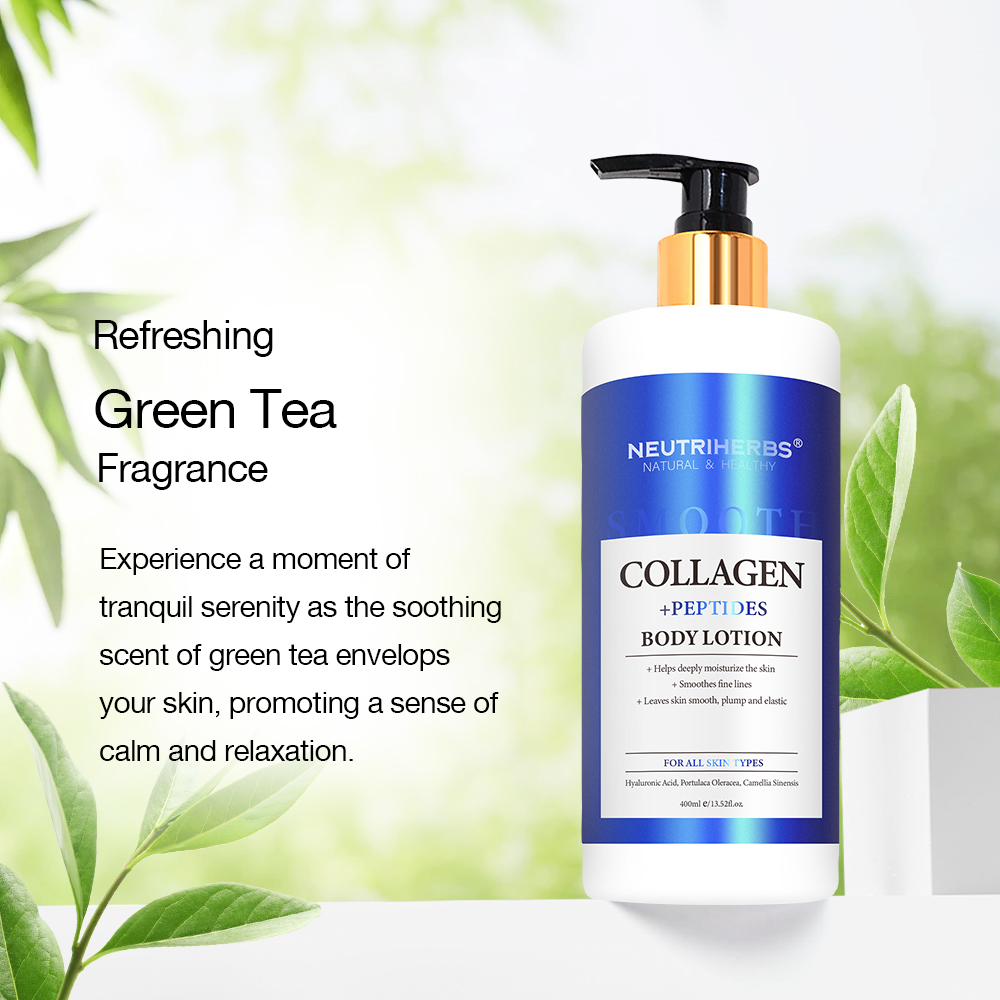 Refreshing
Green Tea
Fragrance
Experience a moment of
tranquil serenity as the soothing
scent of green tea envelops
your skin, promoting a sense of
calm and relaxation.
NEUTRIHERBS®
NATURAL & HEALTHY
SMOOTH
COLLAGEN
+PEPTIDES
BODY LOTION
+ Helps deeply moisturize the skin
+ Smoothes fine lines
+ Leaves skin smooth, plump and elastic
FOR ALL SKIN TYPES
Hyaluronic Acid, Portulaca Oleracea, Camellia Sinensis
400ml e/13.52fl.oz.